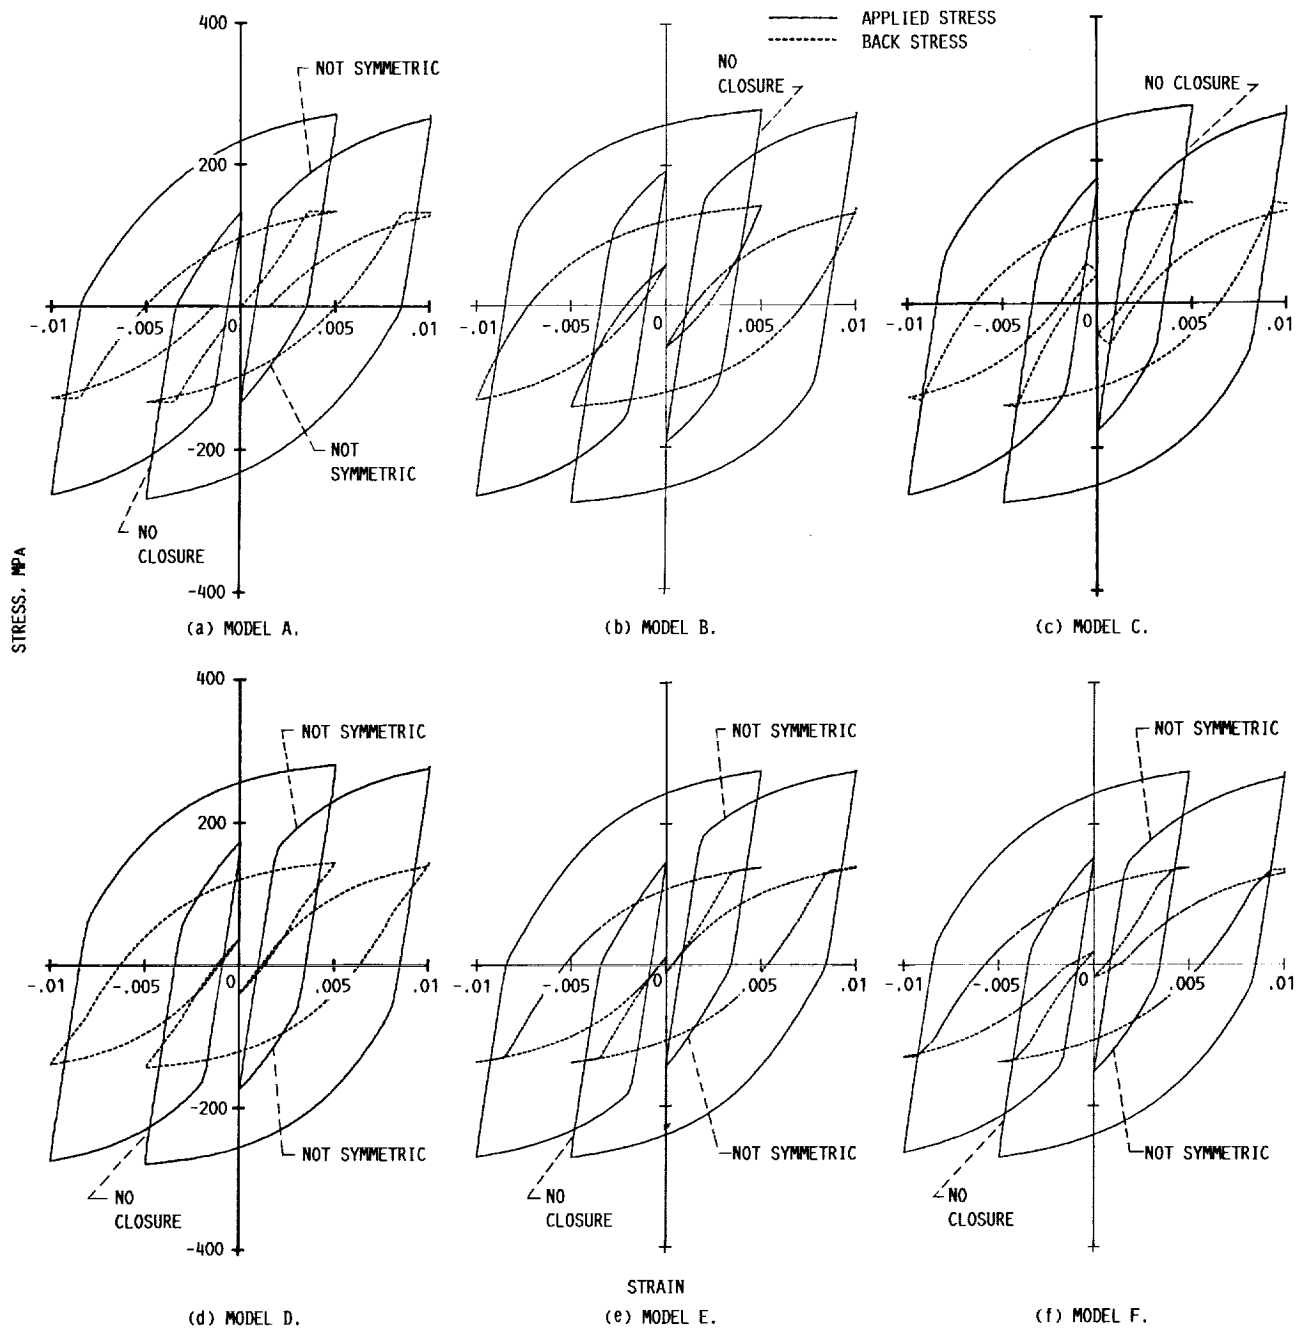 APPLIED STRESS
BACK STRESS
400
200
-200
-400
-.01
-.005
0
.005
.01
NOT SYMMETRIC
NOT
SYMMETRIC
NO
CLOSURE
(a) MODEL A.
NO
CLOSURE
-.01
-.005
0
.005
.01
(b) MODEL B.
NO CLOSURE
-.01
-.005
0
.005
.01
(c) MODEL C.
STRESS, MPA
400
200
-200
-400
-.01
-.005
0
.005
.01
NOT SYMMETRIC
NOT SYMMETRIC
NO
CLOSURE
(d) MODEL D.
NOT SYMMETRIC
-.01
-.005
0
.005
.01
NOT SYMMETRIC
NO
CLOSURE
STRAIN
(e) MODEL E.
NOT SYMMETRIC
-.01
-.005
0
.005
.01
NOT SYMMETRIC
NO
CLOSURE
(f) MODEL F.